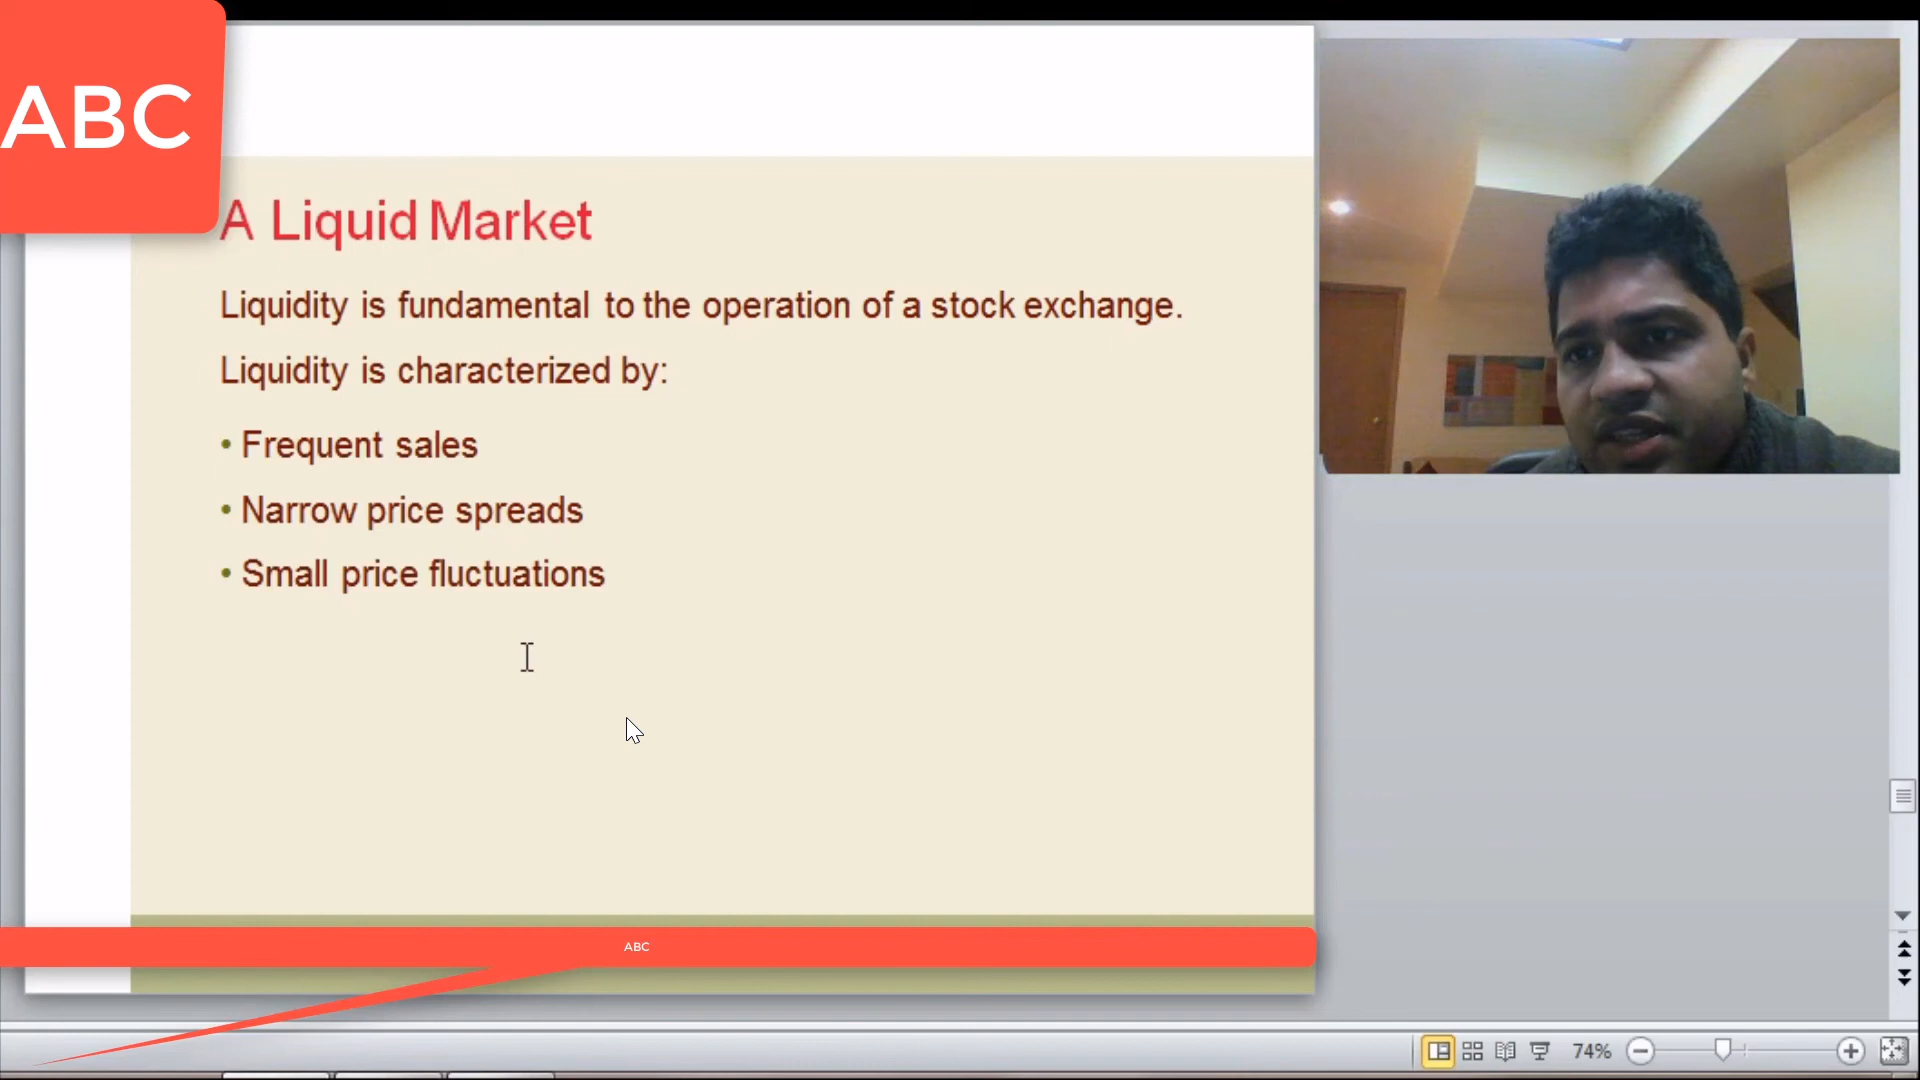 ABC
A Liquid Market
Liquidity is fundamental to the operation of a stock exchange.
Liquidity is characterized by:
• Frequent sales
• Narrow price spreads
• Small price fluctuations
ABC
74%